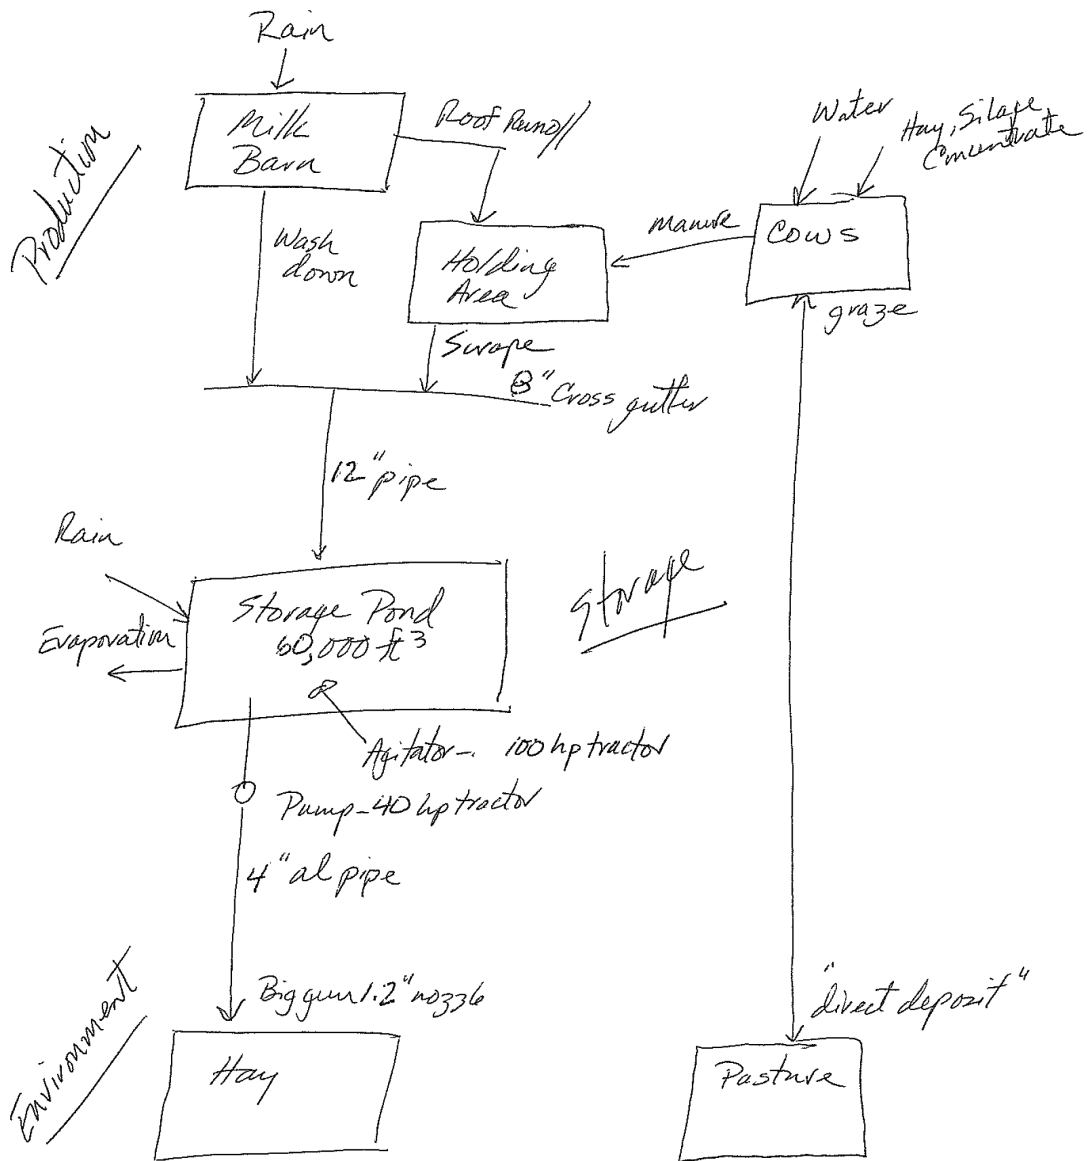 Rain
Milk
Barn
Roof Runoff
Water
Hay, Silage
Concentrate
Production
Wash
down
Holding
Area
manure
Cows
graze
Scrape
8" Cross gutter
12" pipe
Rain
Storage Pond
60,000 ft³
Storage
Evaporation
Agitator - 100 hp tractor
Pump - 40 hp tractor
4" al pipe
Environment
Big gun 1.2" nozzle
"direct deposit"
Hay
Pasture